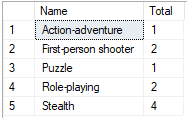 Name Total
1 Action-adventure 1
2 First-person shooter 2
3 Puzzle 1
4 Role-playing 2
5 Stealth 4